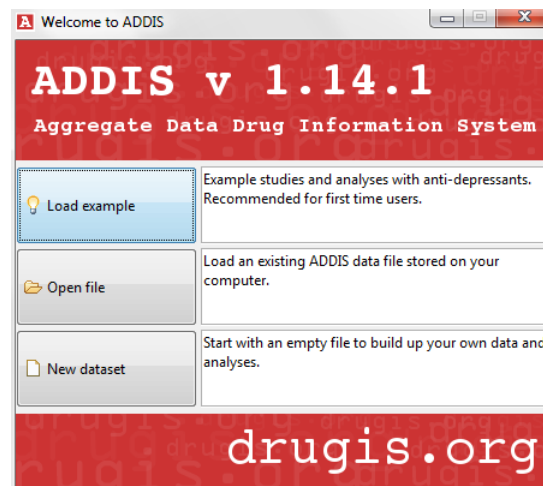 Welcome to ADDIS
ADDIS v 1.14.1
Aggregate Data Drug Information System
Load example
Example studies and analyses with anti-depressants.
Recommended for first time users.
Open file
Load an existing ADDIS data file stored on your
computer.
New dataset
Start with an empty file to build up your own data and
analyses.
drugis.org